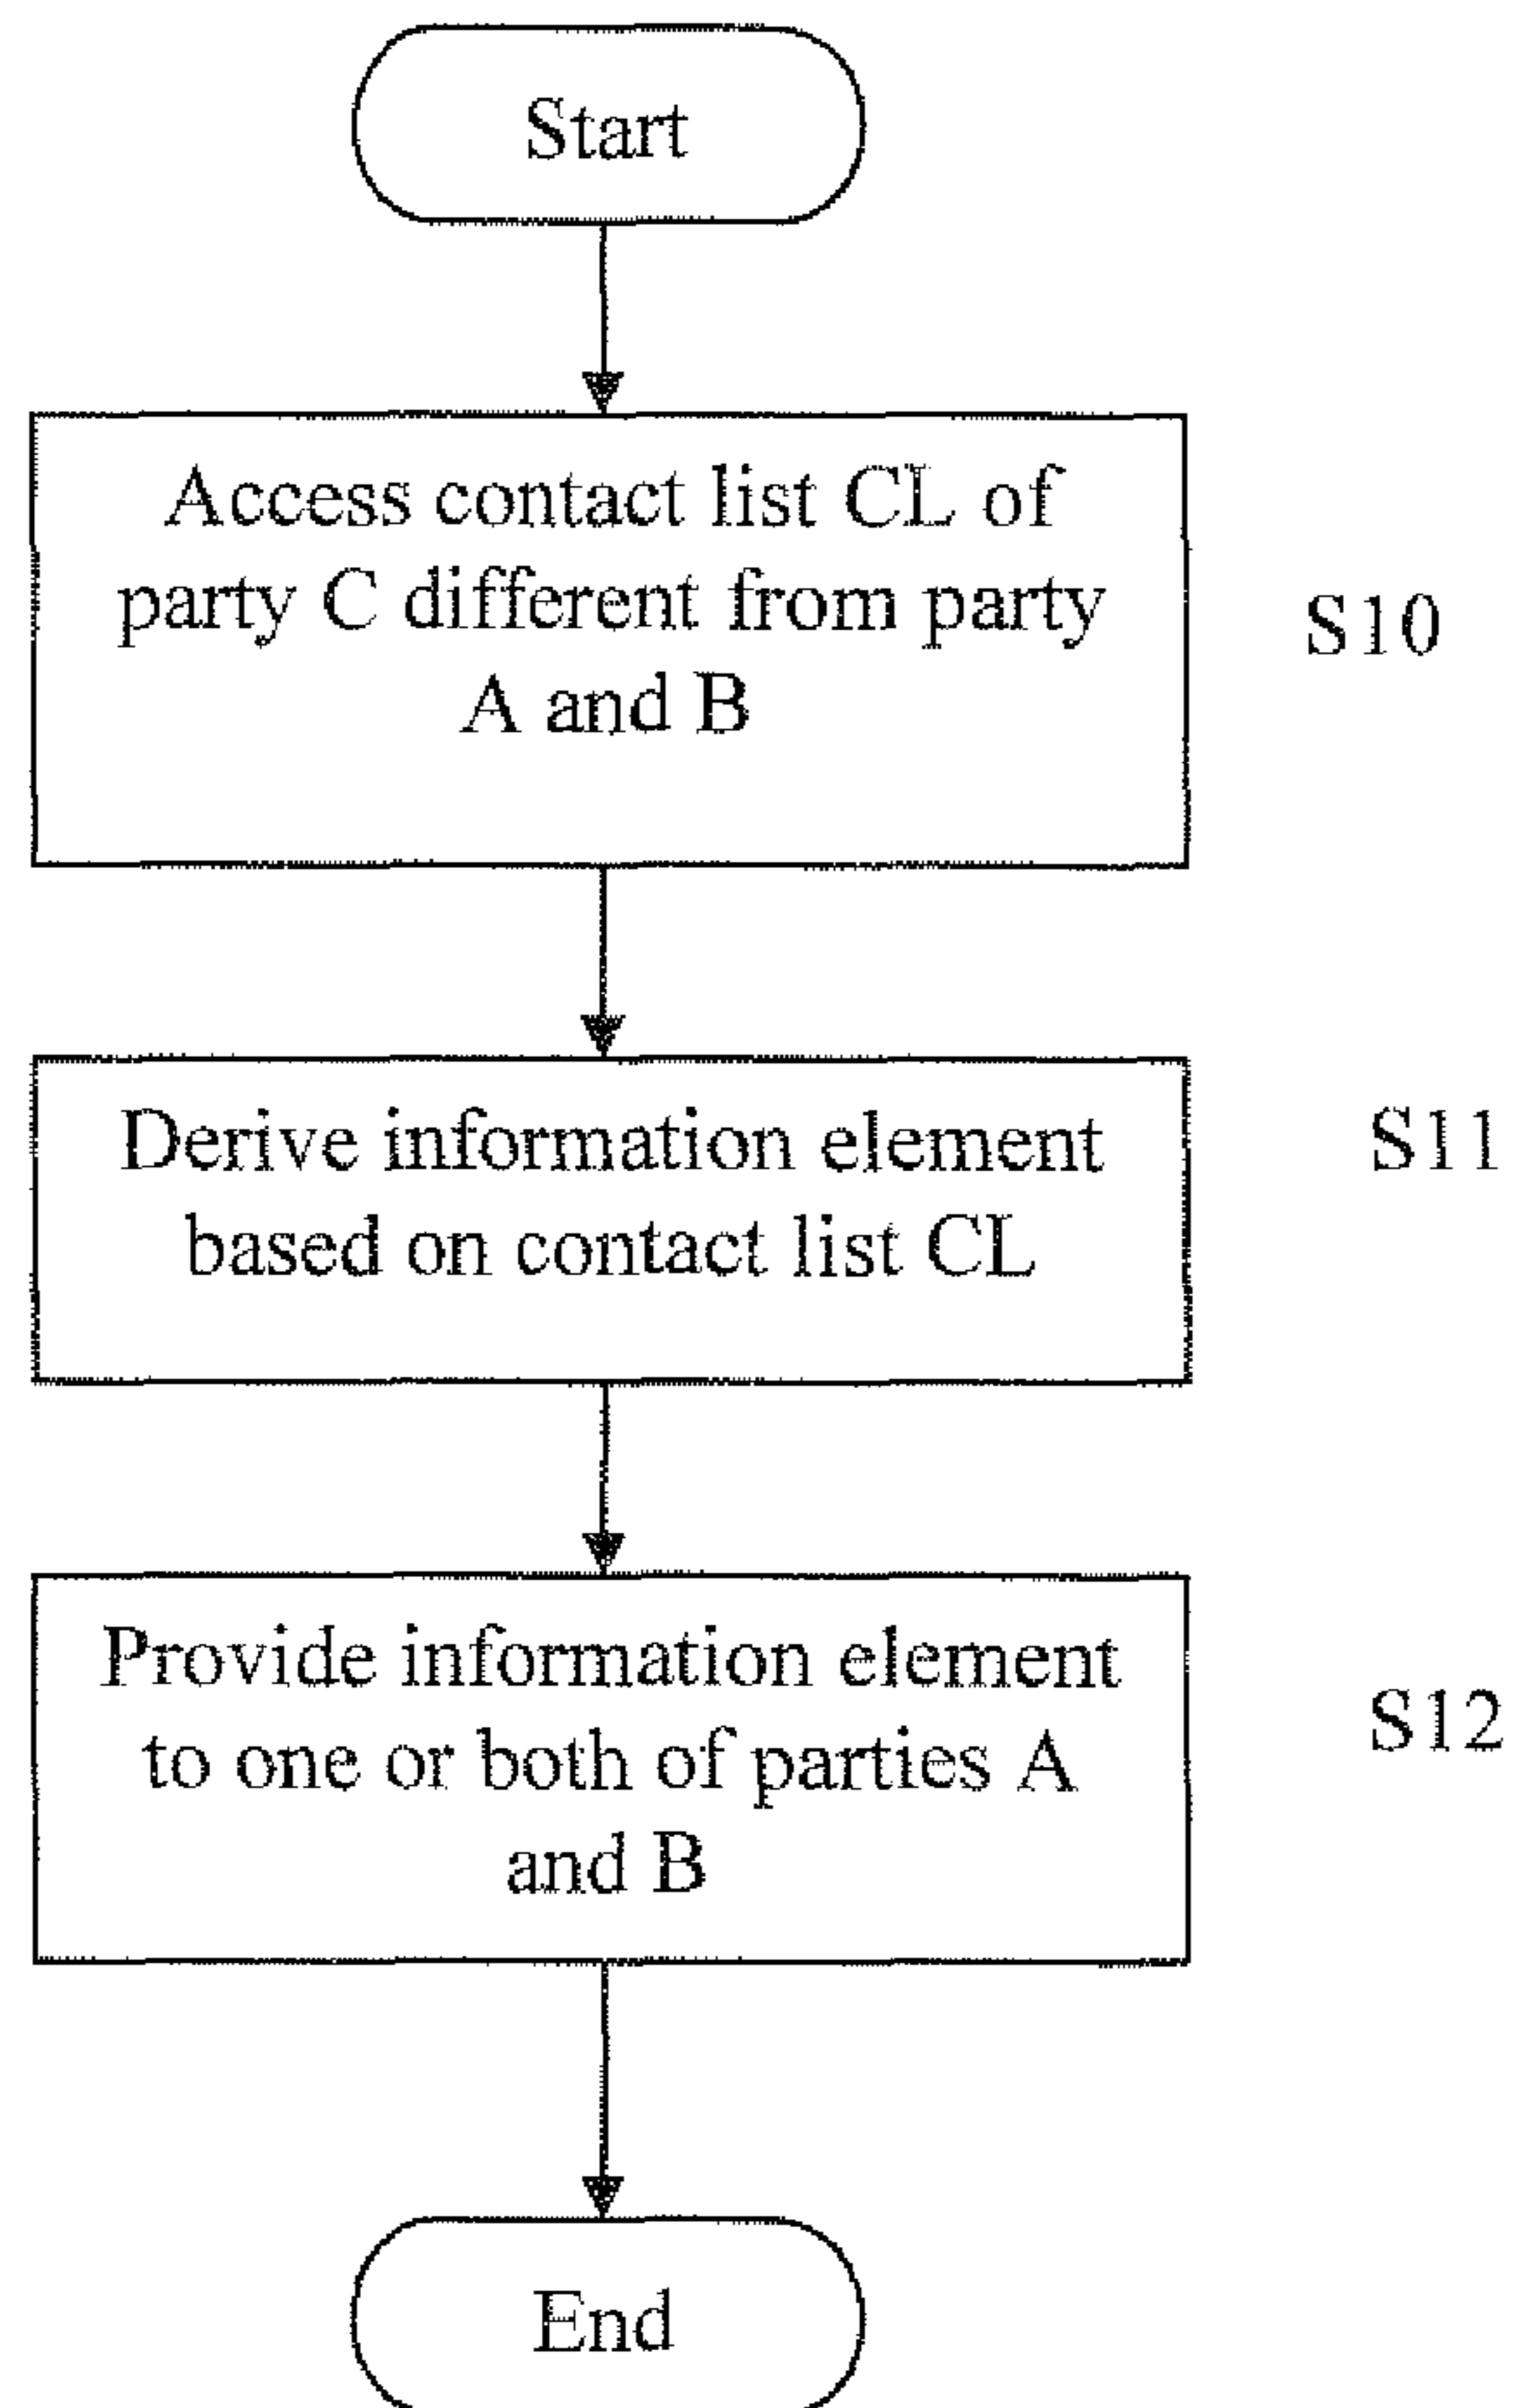 Start
Access contact list CL of
party C different from party
A and B
S10
Derive information element
based on contact list CL
S11
Provide information element
to one or both of parties A
and B
S12
End